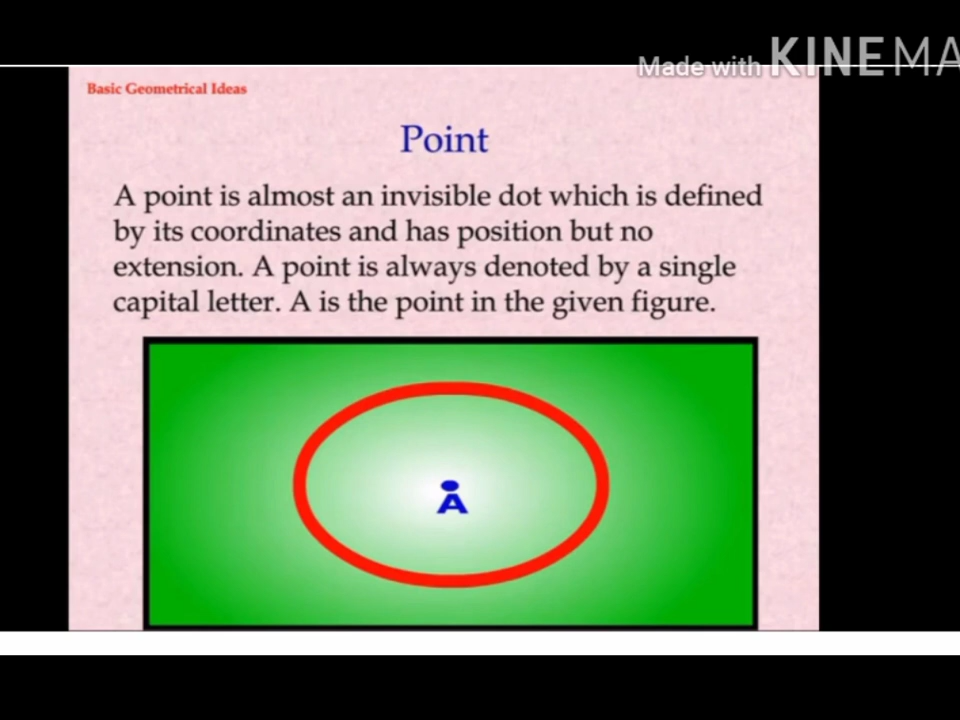 Made with KINEMA
Basic Geometrical Ideas
Point
A point is almost an invisible dot which is defined
by its coordinates and has position but no
extension. A point is always denoted by a single
capital letter. A is the point in the given figure.
A